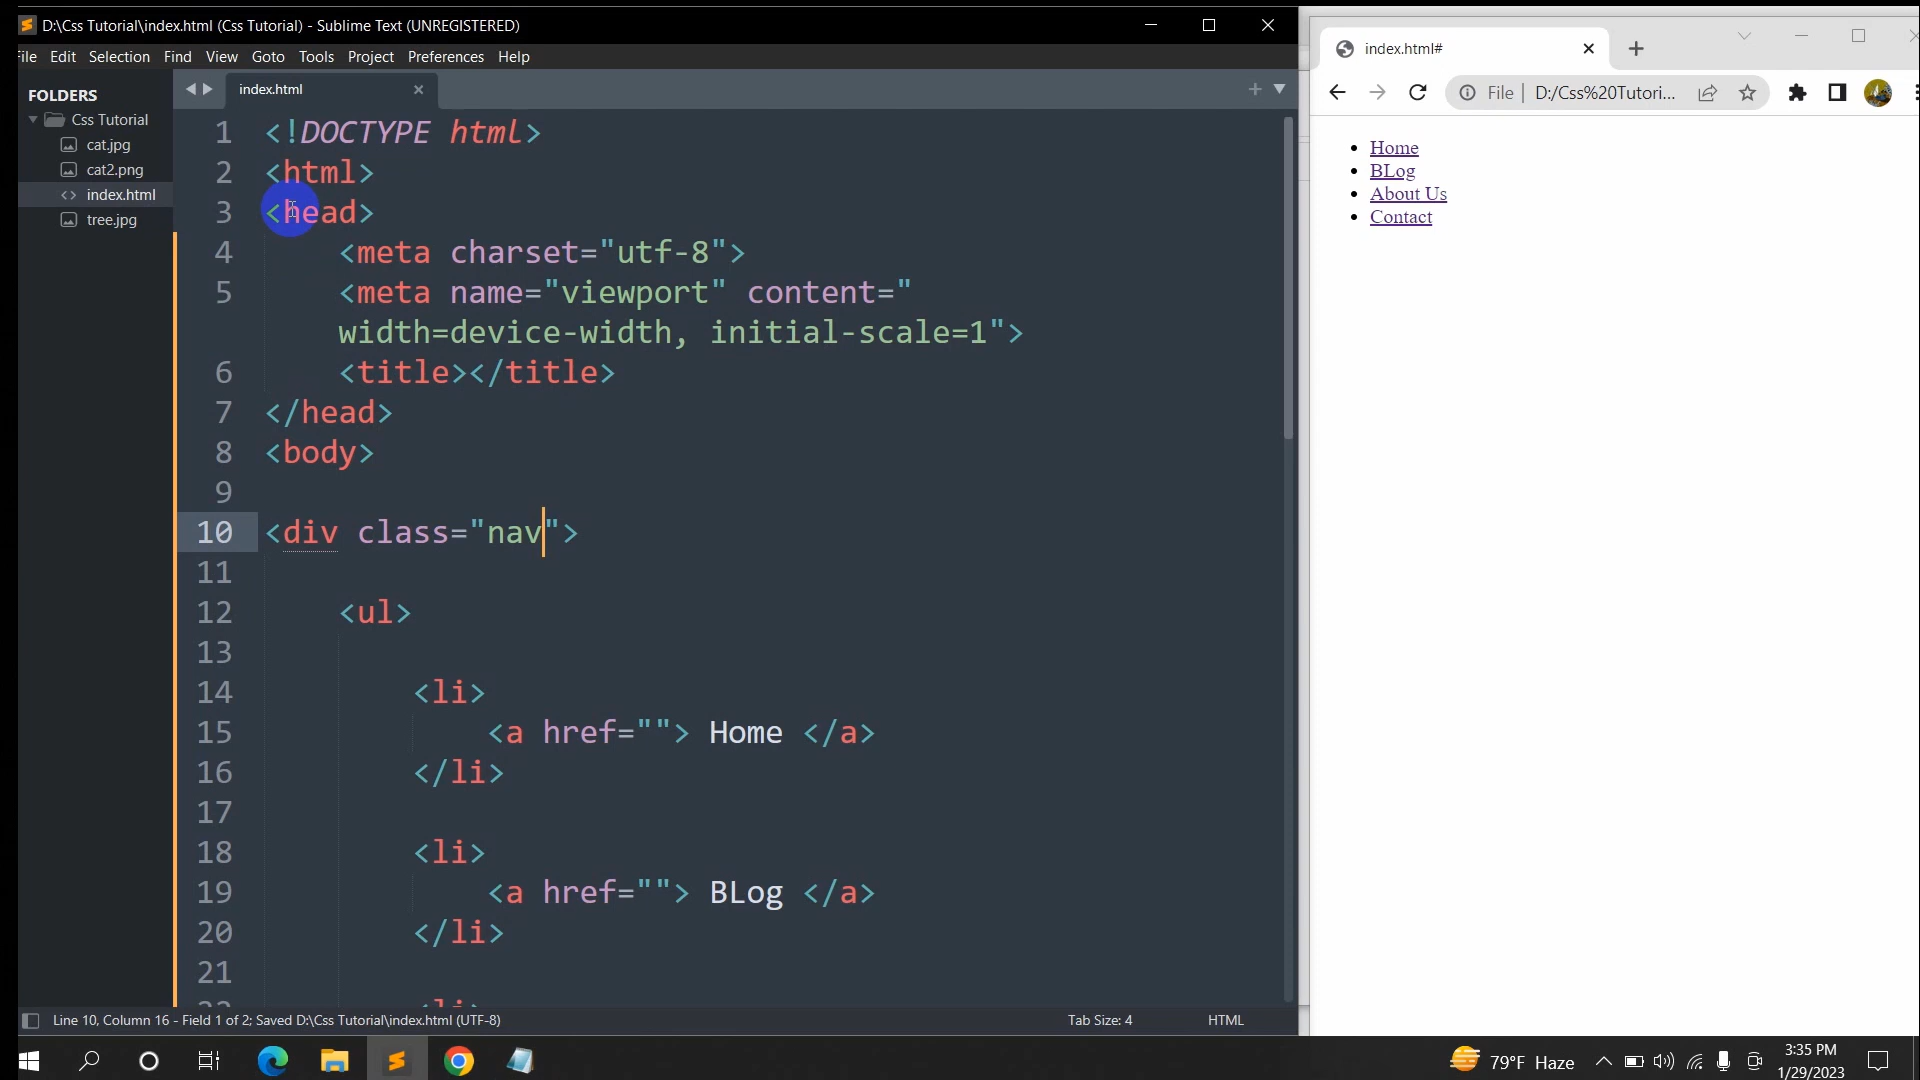 D:\Css Tutorial\index.html (Css Tutorial) - Sublime Text (UNREGISTERED)
ile Edit Selection Find View Goto Tools Project Preferences Help
FOLDERS
Css Tutorial
cat.jpg
cat2.png
index.html
tree.jpg
index.html
1 <!DOCTYPE html>
2 <html>
3 <head>
4 <meta charset="utf-8">
5 <meta name="viewport" content="
width=device-width, initial-scale=1">
6 <title></title>
7 </head>
8 <body>
9
10 <div class="nav">
11
12 <ul>
13
14 <li>
15 <a href=""> Home </a>
16 </li>
17
18 <li>
19 <a href=""> BLog </a>
20 </li>
21
22 <li>
Line 10, Column 16 - Field 1 of 2; Saved D:\Css Tutorial\index.html (UTF-8)
Tab Size: 4
HTML
index.html#
File | D:/Css%20Tutori...
Home
BLog
About Us
Contact
79°F Haze
3:35 PM
1/29/2023